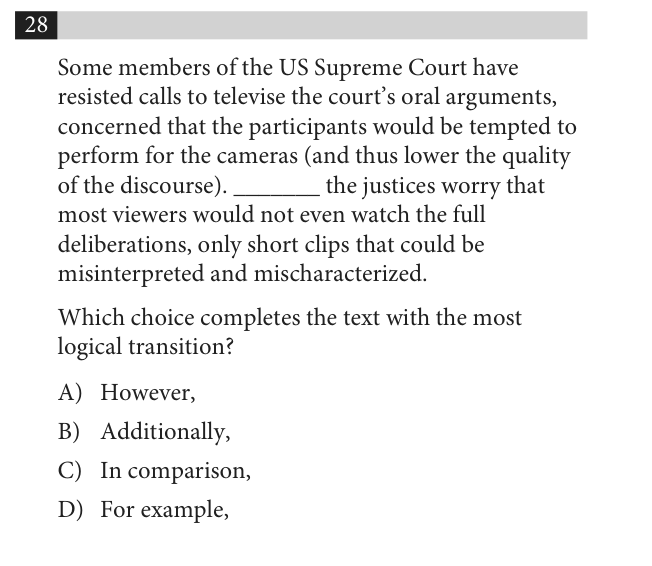 28
Some members of the US Supreme Court have
resisted calls to televise the court’s oral arguments,
concerned that the participants would be tempted to
perform for the cameras (and thus lower the quality
of the discourse). _______ the justices worry that
most viewers would not even watch the full
deliberations, only short clips that could be
misinterpreted and mischaracterized.
Which choice completes the text with the most
logical transition?
A) However,
B) Additionally,
C) In comparison,
D) For example,